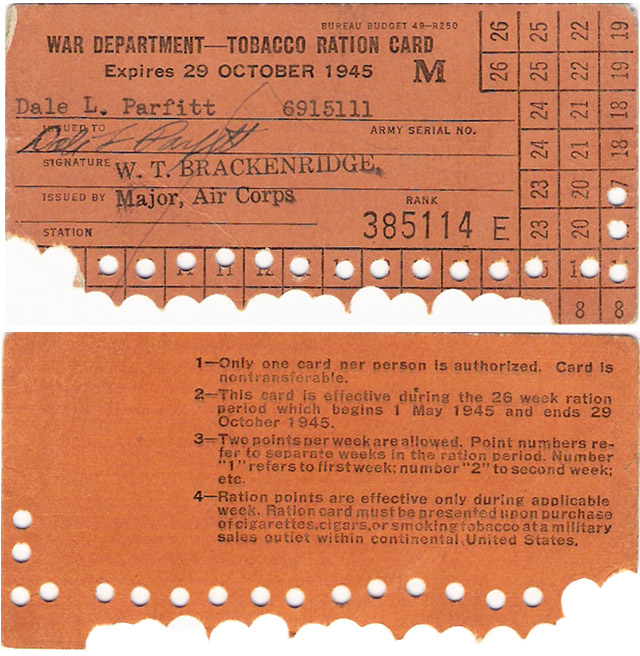 BUREAU BUDGET 49—R250
WAR DEPARTMENT—TOBACCO RATION CARD
Expires 29 OCTOBER 1945 M
Dale L. Parfitt 6915111
ISSUED TO ARMY SERIAL NO.
Dale L Parfitt
SIGNATURE W. T. BRACKENRIDGE,
ISSUED BY Major, Air Corps RANK
STATION 385114 E
26 25 22 19
26 25 22 19
24 21 18
24 21 18
23 20
23 20
8 8
1—Only one card per person is authorized. Card is
nontransferable.
2—This card is effective during the 26 week ration
period which begins 1 May 1945 and ends 29
October 1945.
3—Two points per week are allowed. Point numbers re-
fer to separate weeks in the ration period. Number
"1" refers to first week; number "2" to second week;
etc.
4—Ration points are effective only during applicable
week. Ration card must be presented upon purchase
of cigarettes, cigars, or smoking tobacco at a military
sales outlet within continental United States.